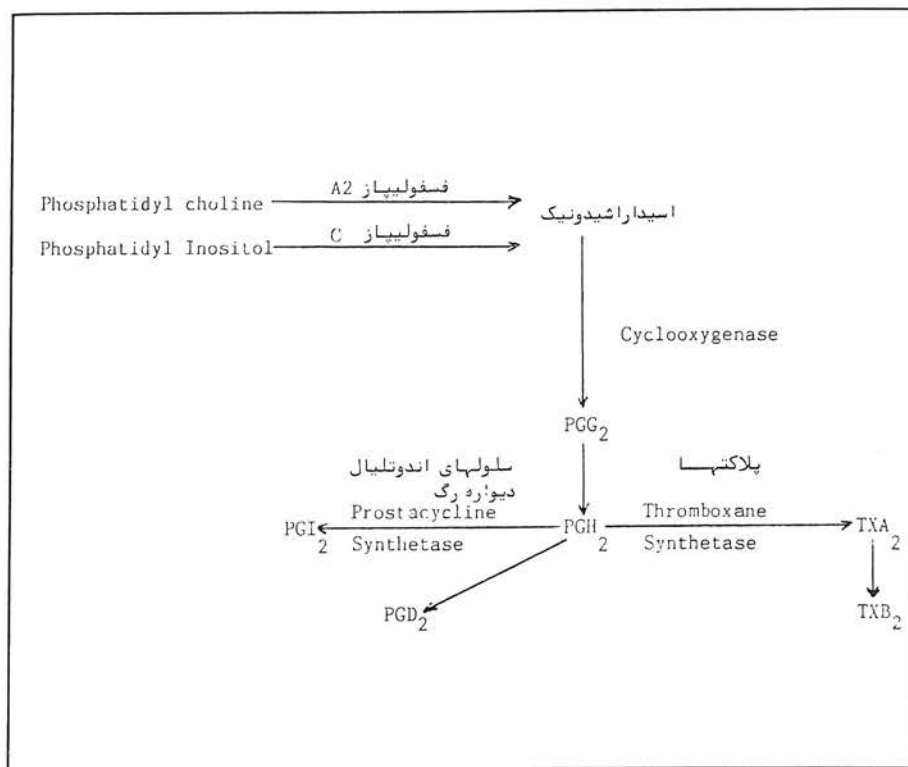 Phosphatidyl choline
فسفولیپاز A2
اسیداراشیدونیک
Phosphatidyl Inositol
فسفولیپاز C
Cyclooxygenase
PGG2
سلولهای اندوتلیال
دیواره رگ
پلاکتهـــا
PGI2
Prostacycline
Synthetase
PGH2
Thromboxane
Synthetase
TXA2
PGD2
TXB2